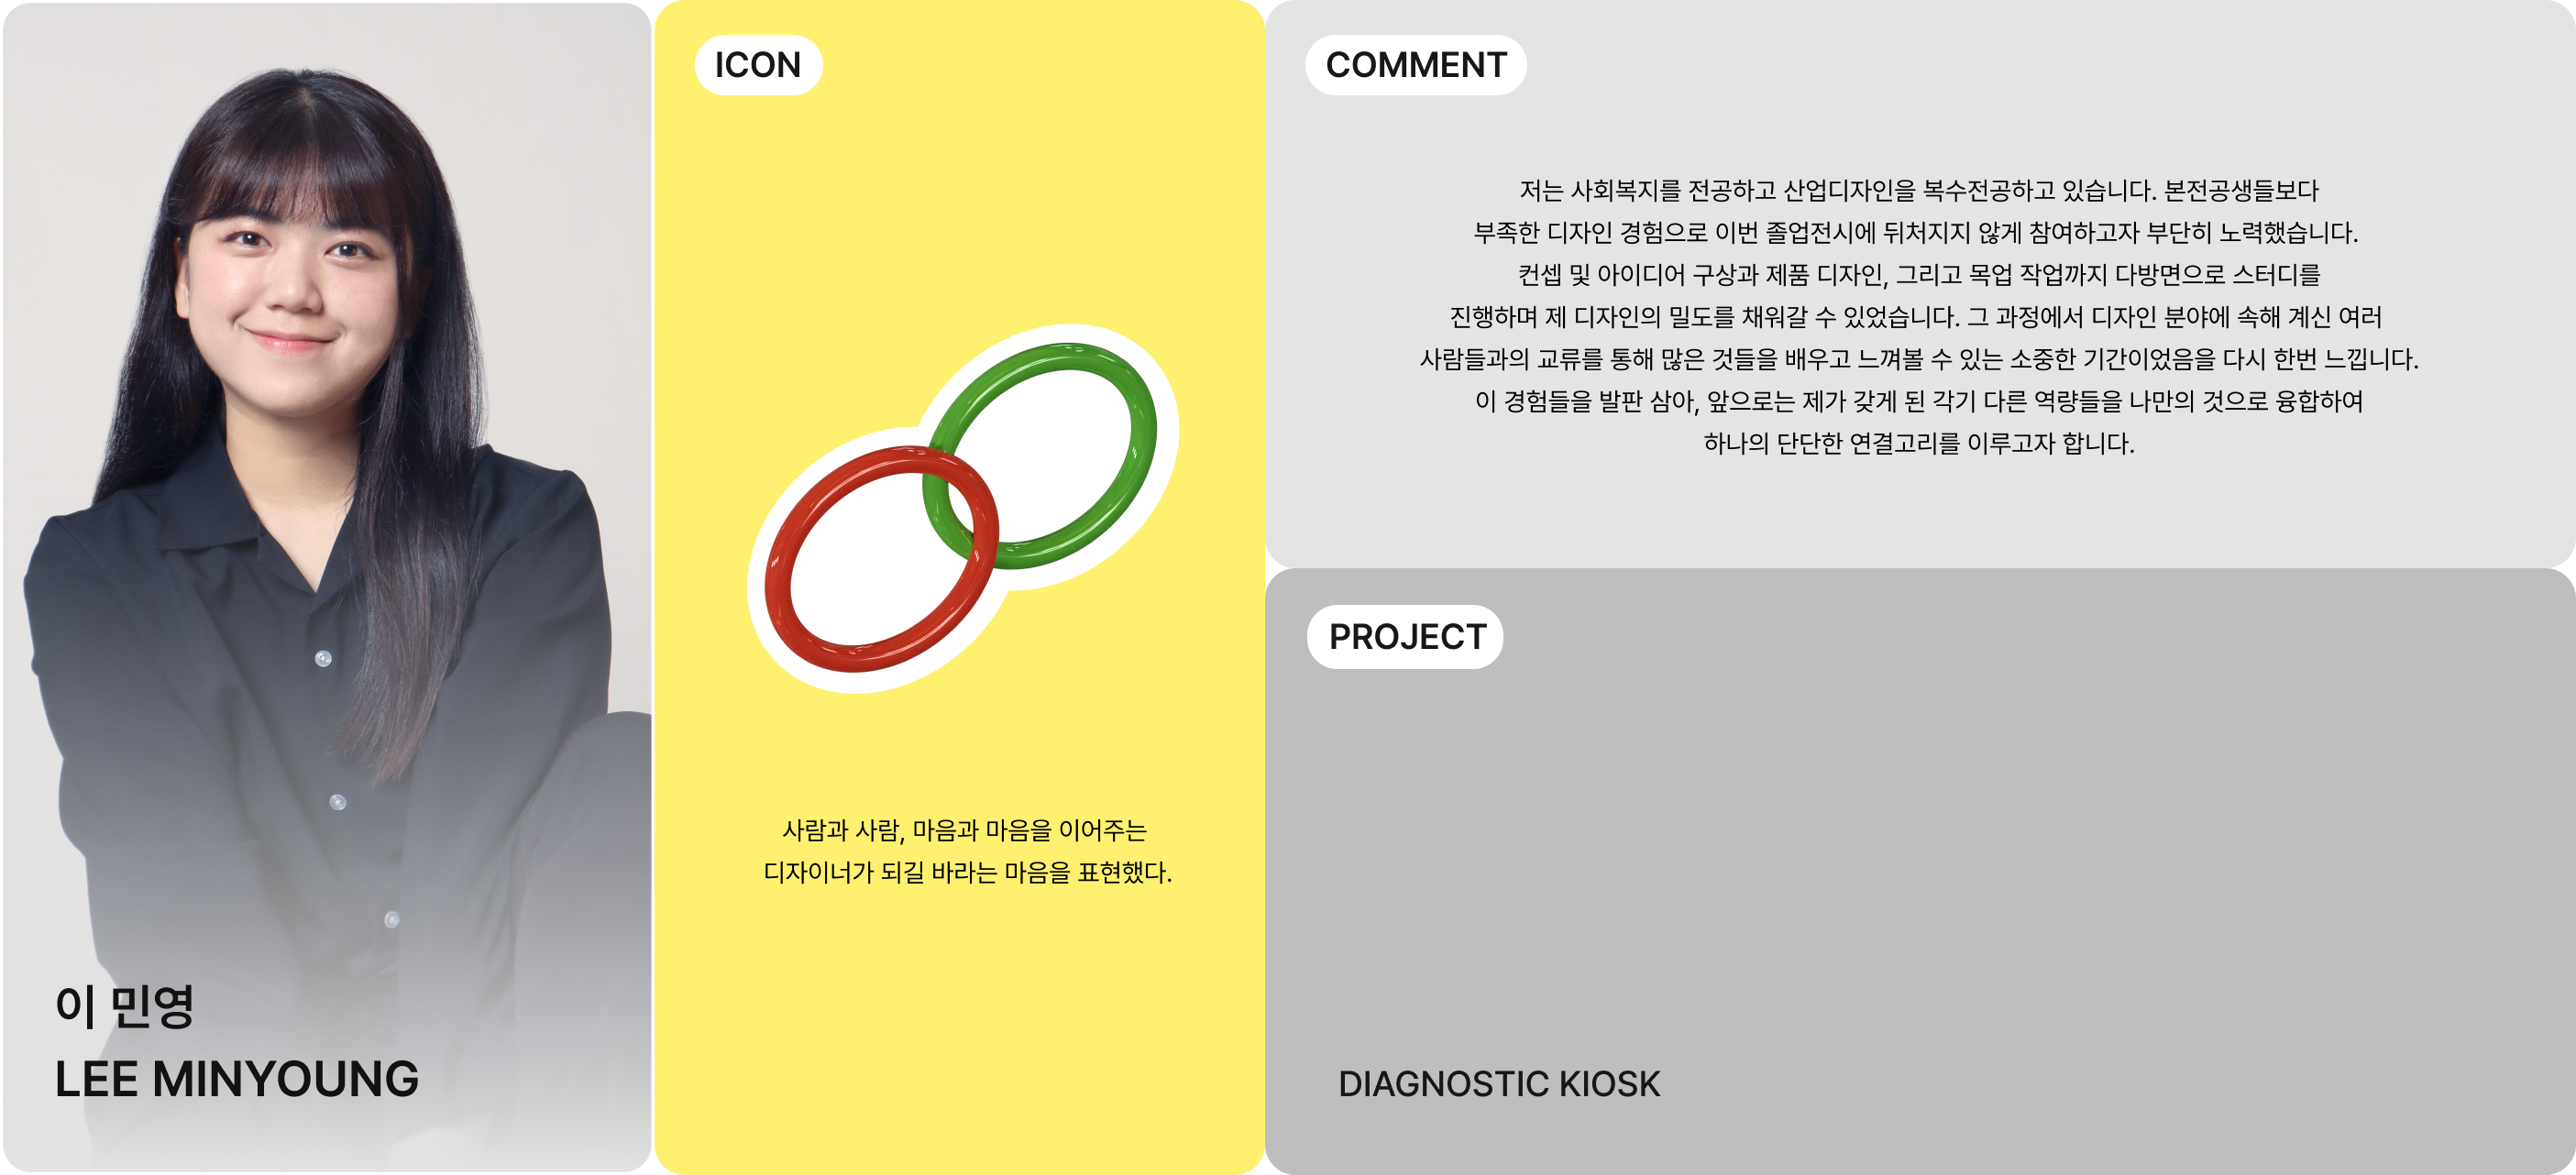 이 민영
LEE MINYOUNG
ICON
사람과 사람, 마음과 마음을 이어주는
디자이너가 되길 바라는 마음을 표현했다.
COMMENT
저는 사회복지를 전공하고 산업디자인을 복수전공하고 있습니다. 본전공생들보다
부족한 디자인 경험으로 이번 졸업전시에 뒤처지지 않게 참여하고자 부단히 노력했습니다.
컨셉 및 아이디어 구상과 제품 디자인, 그리고 목업 작업까지 다방면으로 스터디를
진행하며 제 디자인의 밀도를 채워갈 수 있었습니다. 그 과정에서 디자인 분야에 속해 계신 여러
사람들과의 교류를 통해 많은 것들을 배우고 느껴볼 수 있는 소중한 기간이었음을 다시 한번 느낍니다.
이 경험들을 발판 삼아, 앞으로는 제가 갖게 된 각기 다른 역량들을 나만의 것으로 융합하여
하나의 단단한 연결고리를 이루고자 합니다.
PROJECT
DIAGNOSTIC KIOSK